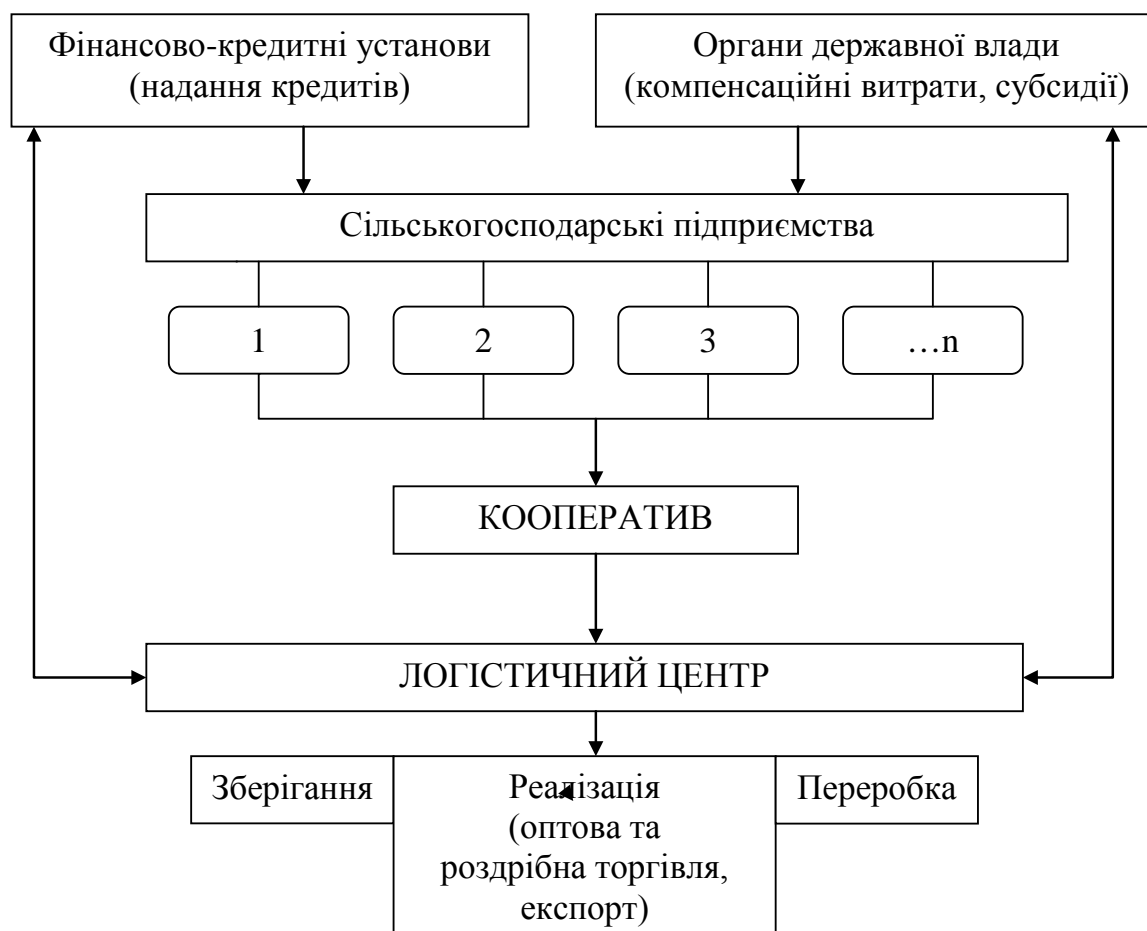 Фінансово-кредитні установи
(надання кредитів)
Органи державної влади
(компенсаційні витрати, субсидії)
Сільськогосподарські підприємства
1
2
3
…n
КООПЕРАТИВ
ЛОГІСТИЧНИЙ ЦЕНТР
Зберігання
Реалізація
(оптова та
роздрібна торгівля,
експорт)
Переробка